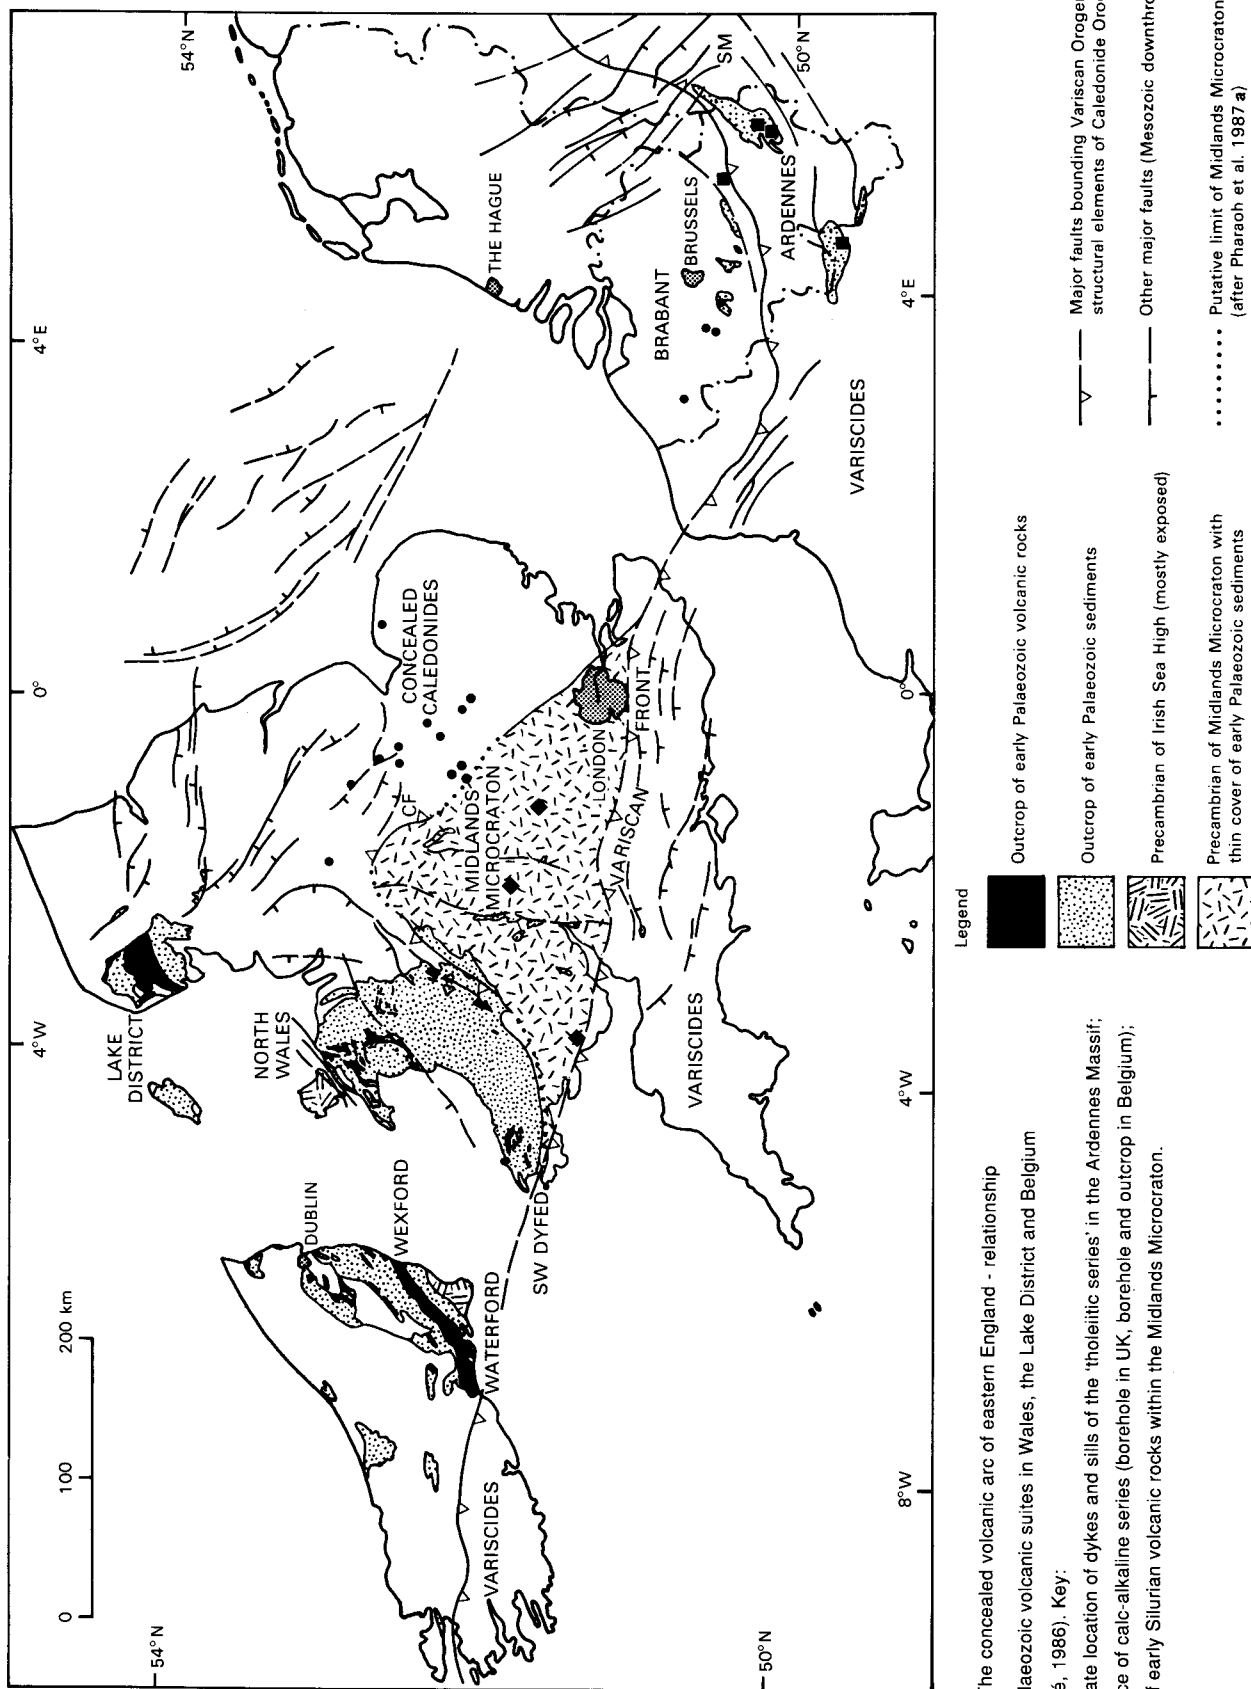 54°N
4°W
0°
4°E
54°N
0
100
200 km
LAKE
DISTRICT
NORTH
WALES
DUBLIN
WEXFORD
WATERFORD
SW DYFED
VARISCIDES
CF
CONCEALED
CALEDONIDES
MIDLANDS
MICROCRATON
LONDON
VARISCAN
FRONT
VARISCIDES
THE HAGUE
BRABANT
BRUSSELS
ARDENNES
SM
VARISCIDES
50°N
8°W
4°W
0°
4°E
50°N
Legend
Outcrop of early Palaeozoic volcanic rocks
Outcrop of early Palaeozoic sediments
Precambrian of Irish Sea High (mostly exposed)
Precambrian of Midlands Microcraton with
thin cover of early Palaeozoic sediments
Major faults bounding Variscan Oroge
structural elements of Caledonide Oro
Other major faults (Mesozoic downthro
Putative limit of Midlands Microcraton
(after Pharaoh et al. 1987a)
he concealed volcanic arc of eastern England - relationship
laeozoic volcanic suites in Wales, the Lake District and Belgium
é, 1986). Key:
ate location of dykes and sills of the 'tholeiitic series' in the Ardennes Massif;
ce of calc-alkaline series (borehole in UK, borehole and outcrop in Belgium);
f early Silurian volcanic rocks within the Midlands Microcraton.